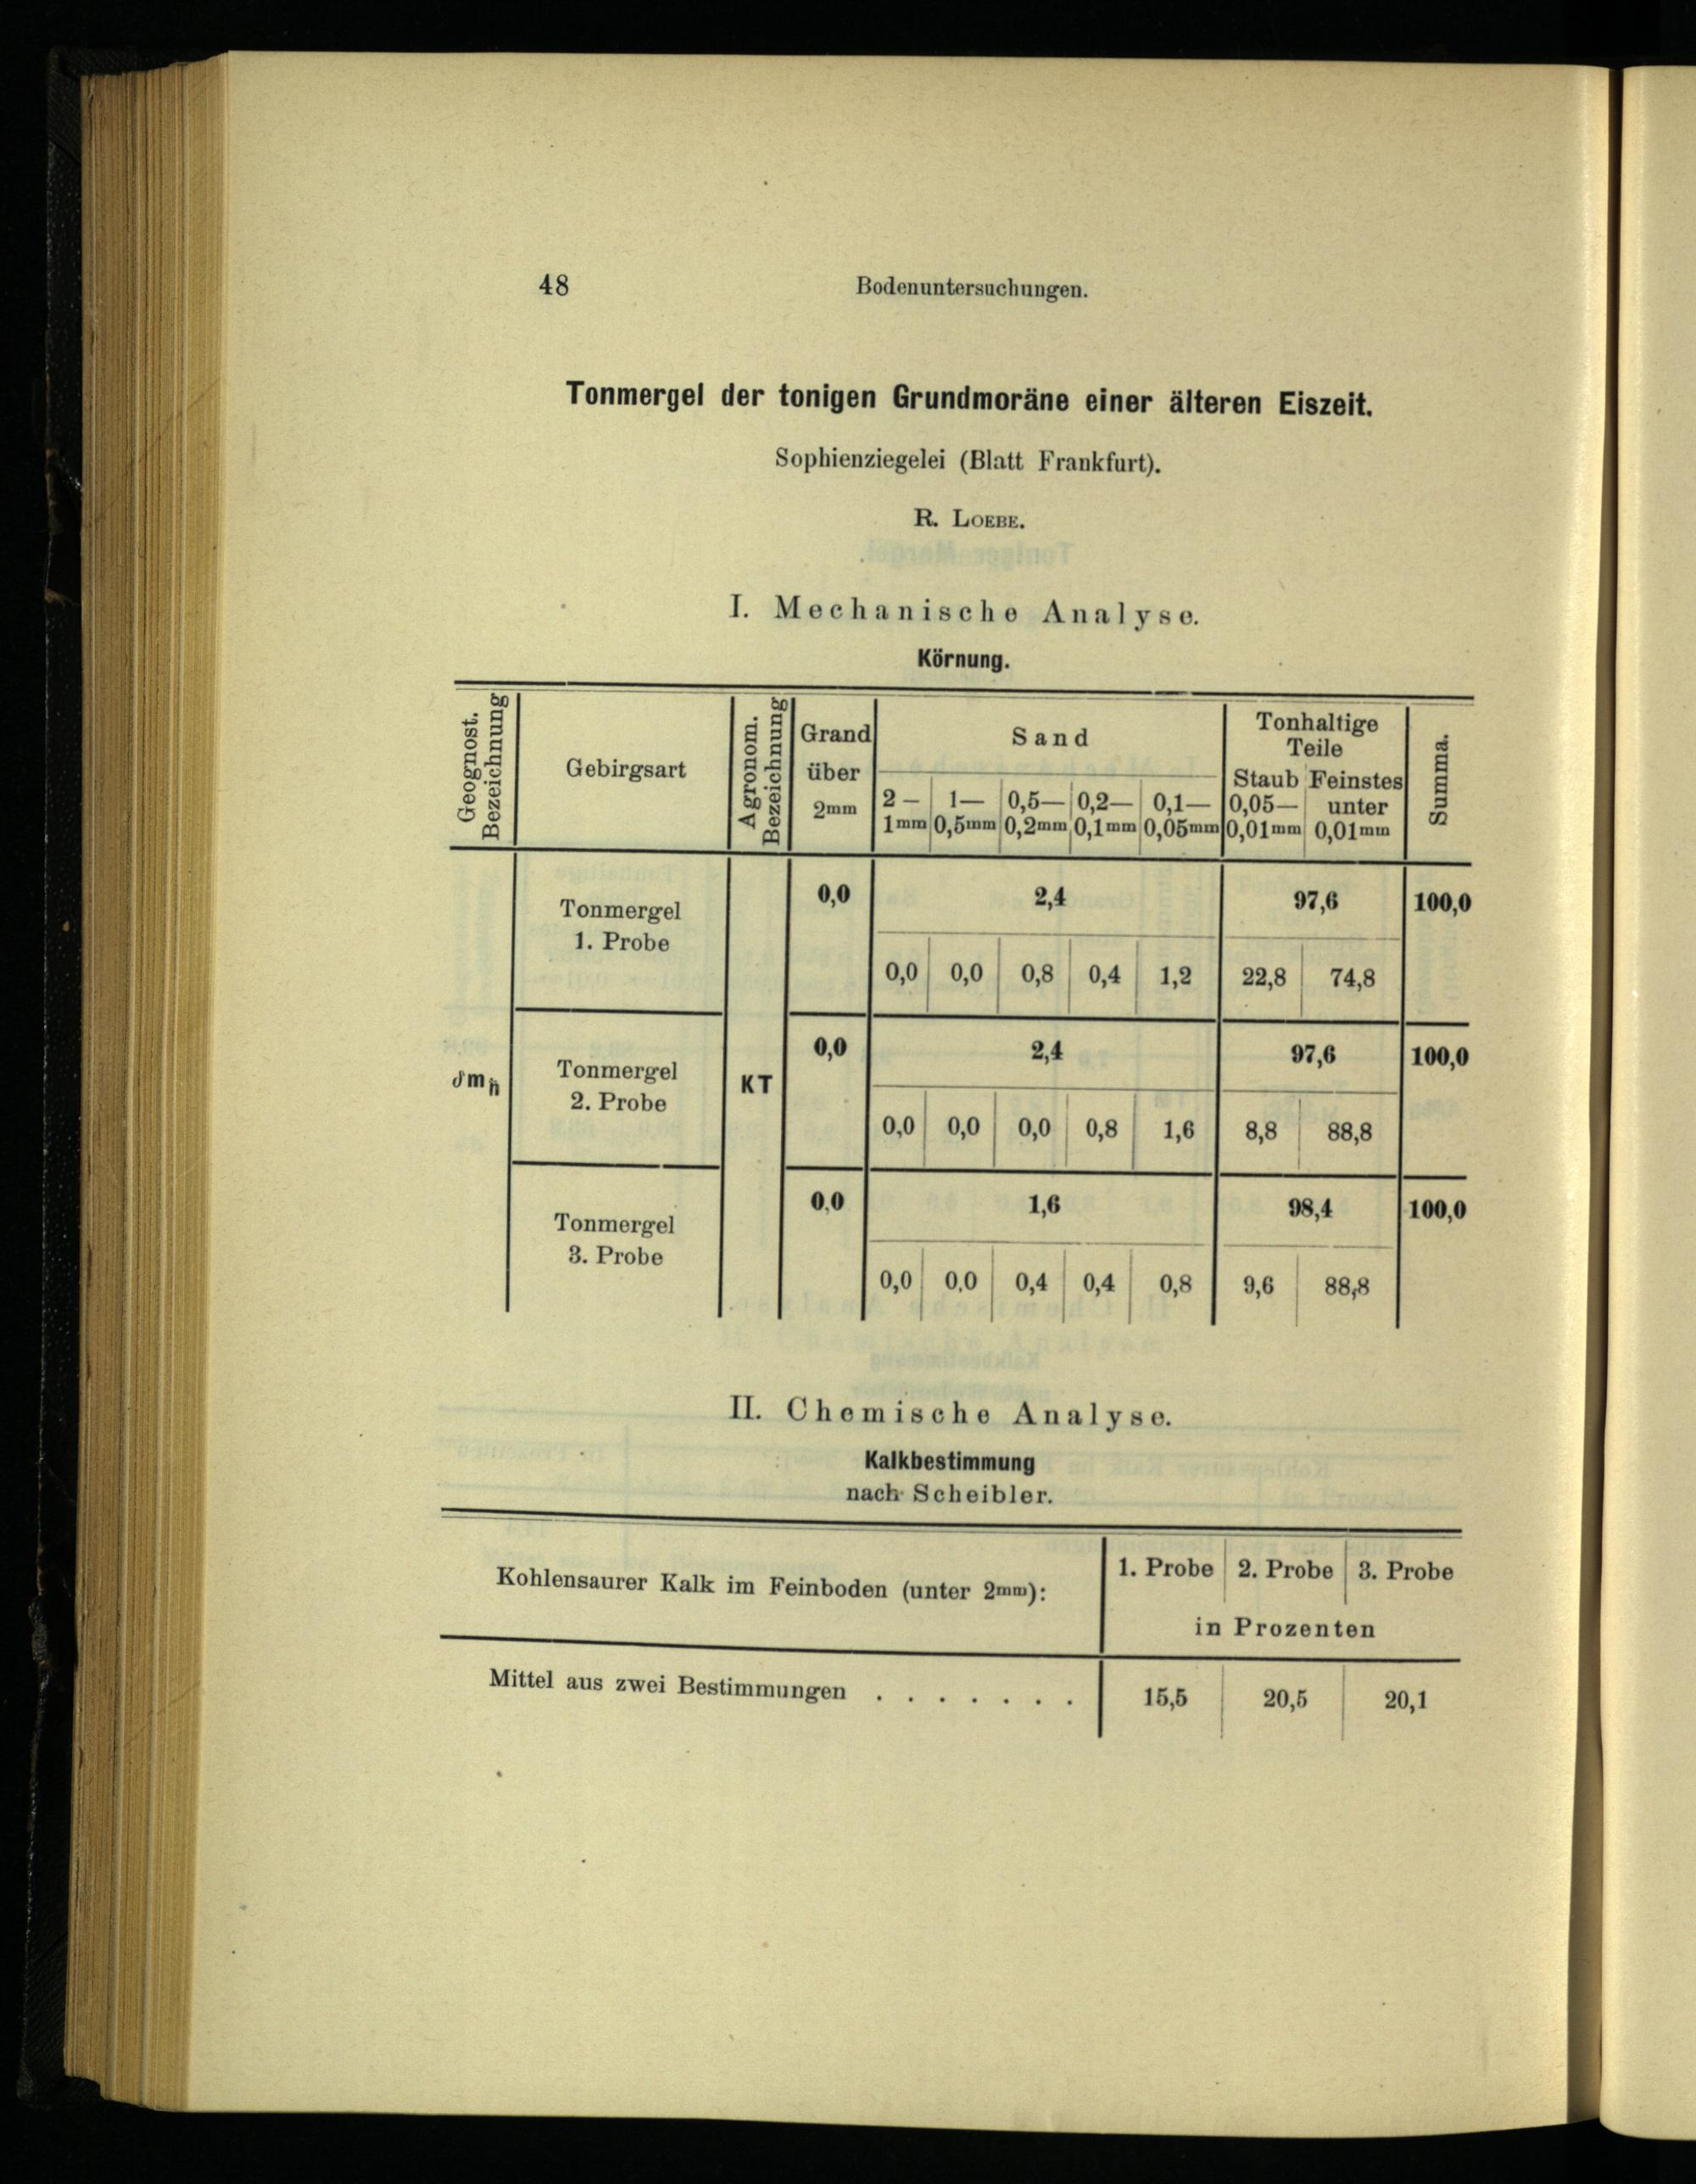 48 Bodenuntersuchungen.
Tonmergel der tonigen Grundmoräne einer älteren Eiszeit.
Sophienziegelei (Blatt Frankfurt).
R. Loebe.
I. Mechanische Analyse.
Körnung.
Geognost. Bezeichnung
Gebirgsart
Agronom. Bezeichnung
Grand über 2mm
Sand
2— 1mm
1— 0,5mm
0,5— 0,2mm
0,2— 0,1mm
0,1— 0,05mm
Tonhaltige Teile
Staub 0,05— 0,01mm
Feinstes unter 0,01mm
Summa.
Tonmergel 0,0 2,4 97,6 100,0
1. Probe
0,0 0,0 0,8 0,4 1,2 22,8 74,8
0,0 2,4 97,6 100,0
δm Tonmergel KT
2. Probe
0,0 0,0 0,0 0,8 1,6 8,8 88,8
0,0 1,6 98,4 100,0
Tonmergel
3. Probe
0,0 0,0 0,4 0,4 0,8 9,6 88,8
II. Chemische Analyse.
Kalkbestimmung
nach Scheibler.
Kohlensaurer Kalk im Feinboden (unter 2mm): 1. Probe 2. Probe 3. Probe
in Prozenten
Mittel aus zwei Bestimmungen . . . . . . . 15,5 20,5 20,1